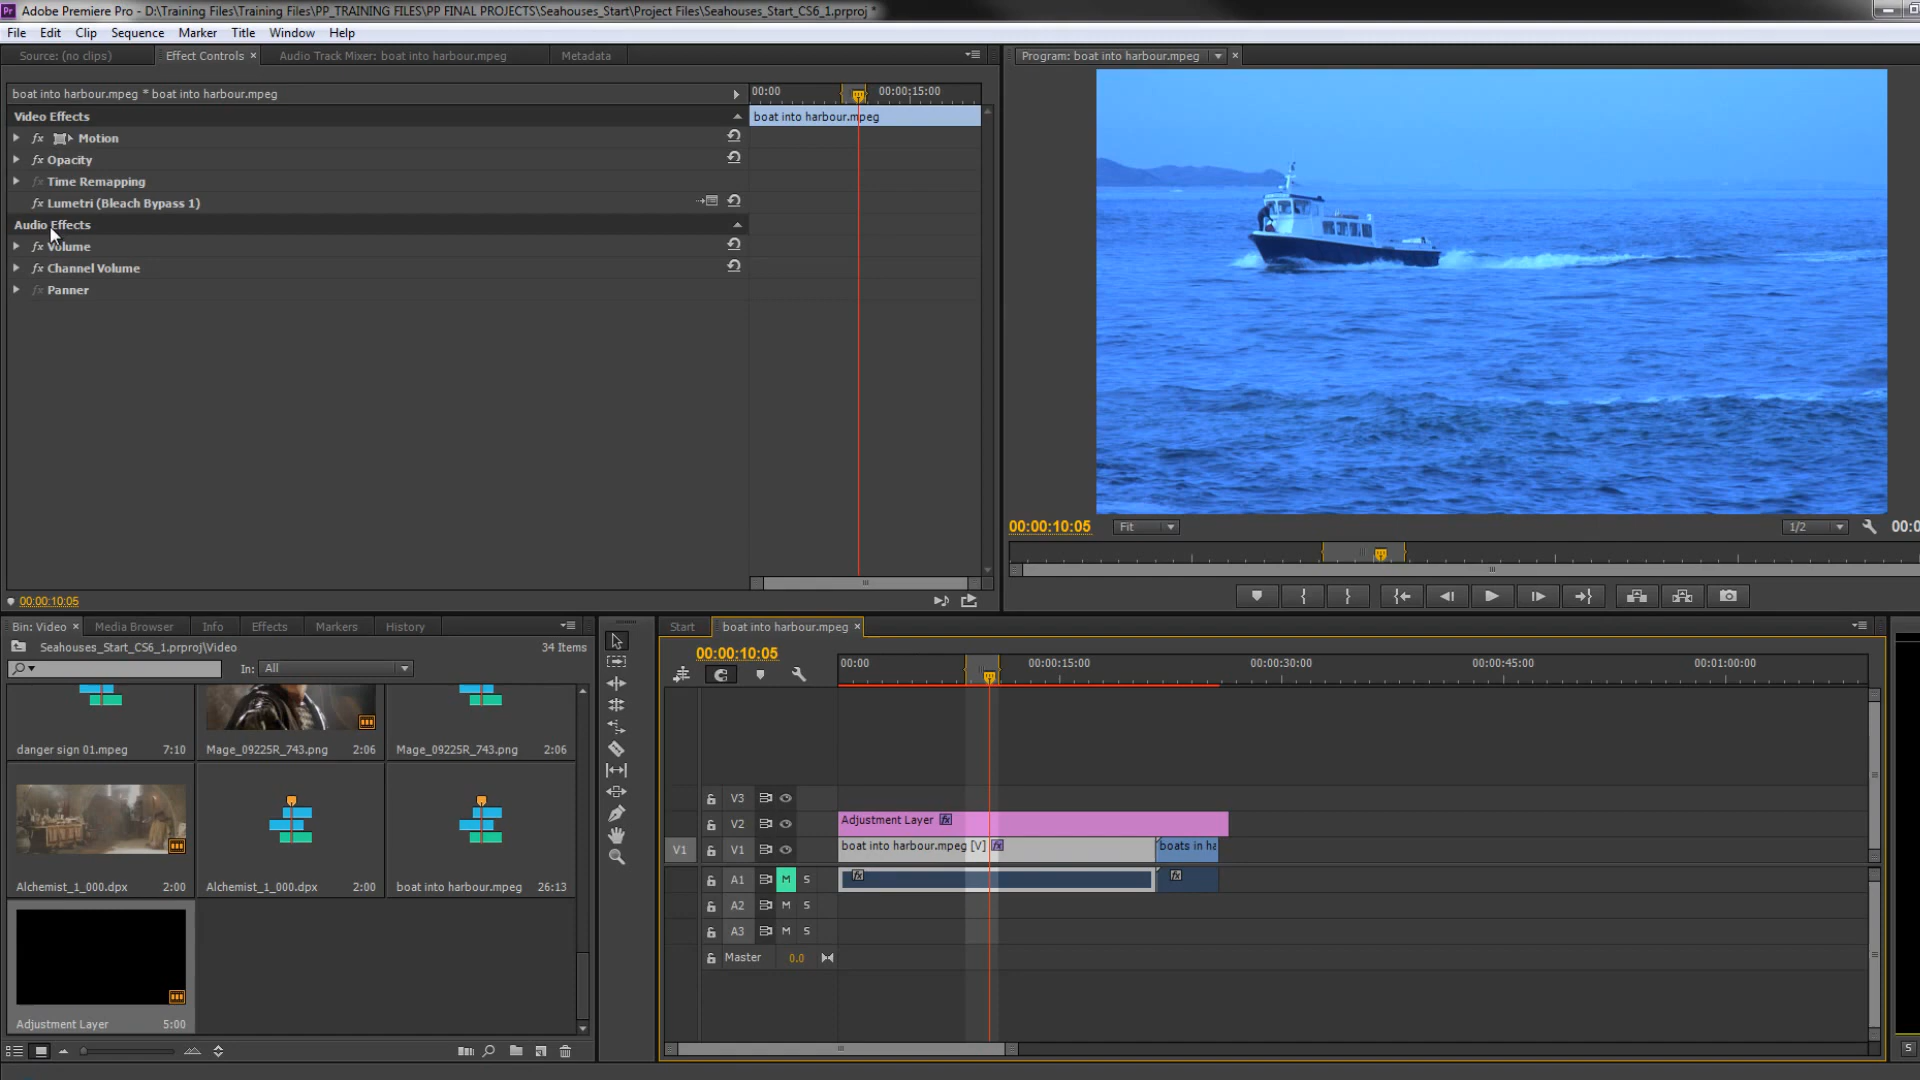 Pr Adobe Premiere Pro - D:\Training Files\Training Files\PP_TRAINING FILES\PP FINAL PROJECTS\Seahouses_Start\Project Files\Seahouses_Start_CS6_1.prproj *
File Edit Clip Sequence Marker Title Window Help
Source: (no clips) Effect Controls × Audio Track Mixer: boat into harbour.mpeg Metadata
Program: boat into harbour.mpeg ×
boat into harbour.mpeg * boat into harbour.mpeg
00:00 00:00:15:00
Video Effects
boat into harbour.mpeg
fx Motion
fx Opacity
fx Time Remapping
fx Lumetri (Bleach Bypass 1)
Audio Effects
fx Volume
fx Channel Volume
fx Panner
00:00:10:05
00:00:10:05 Fit 1/2 00:0
Bin: Video × Media Browser Info Effects Markers History
Seahouses_Start_CS6_1.prproj\Video 34 Items
In: All
danger sign 01.mpeg 7:10
Mage_09225R_743.png 2:06
Mage_09225R_743.png 2:06
Alchemist_1_000.dpx 2:00
Alchemist_1_000.dpx 2:00
boat into harbour.mpeg 26:13
Adjustment Layer 5:00
Start boat into harbour.mpeg ×
00:00:10:05
00:00 00:00:15:00 00:00:30:00 00:00:45:00 00:01:00:00
V3
V2 Adjustment Layer fx
V1 V1 boat into harbour.mpeg [V] fx boats in ha
A1 M S fx fx
A2 M S
A3 M S
Master 0.0
S